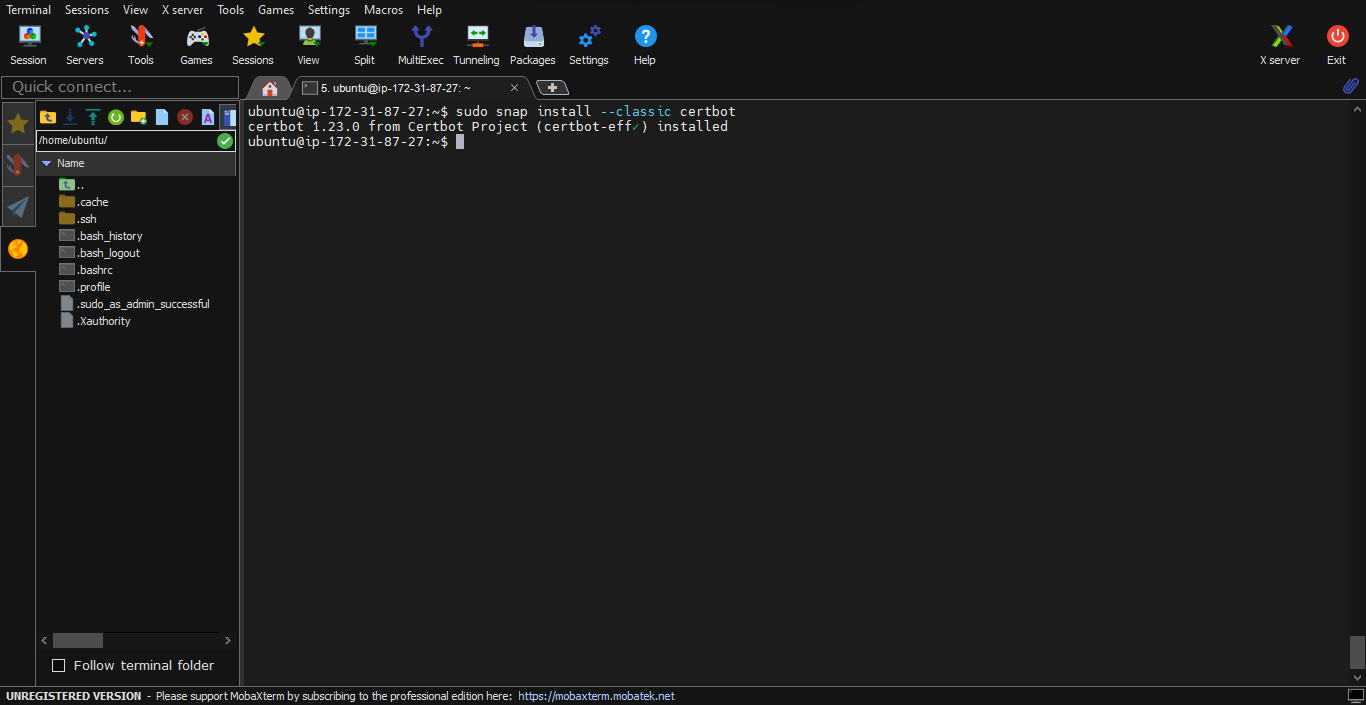 Terminal Sessions View X server Tools Games Settings Macros Help
Session Servers Tools Games Sessions View Split MultiExec Tunneling Packages Settings Help X server Exit
Quick connect...
5. ubuntu@ip-172-31-87-27: ~
/home/ubuntu/
Name
..
.cache
.ssh
.bash_history
.bash_logout
.bashrc
.profile
.sudo_as_admin_successful
.Xauthority
Follow terminal folder
ubuntu@ip-172-31-87-27:~$ sudo snap install --classic certbot
certbot 1.23.0 from Certbot Project (certbot-eff✓) installed
ubuntu@ip-172-31-87-27:~$
UNREGISTERED VERSION - Please support MobaXterm by subscribing to the professional edition here: https://mobaxterm.mobatek.net